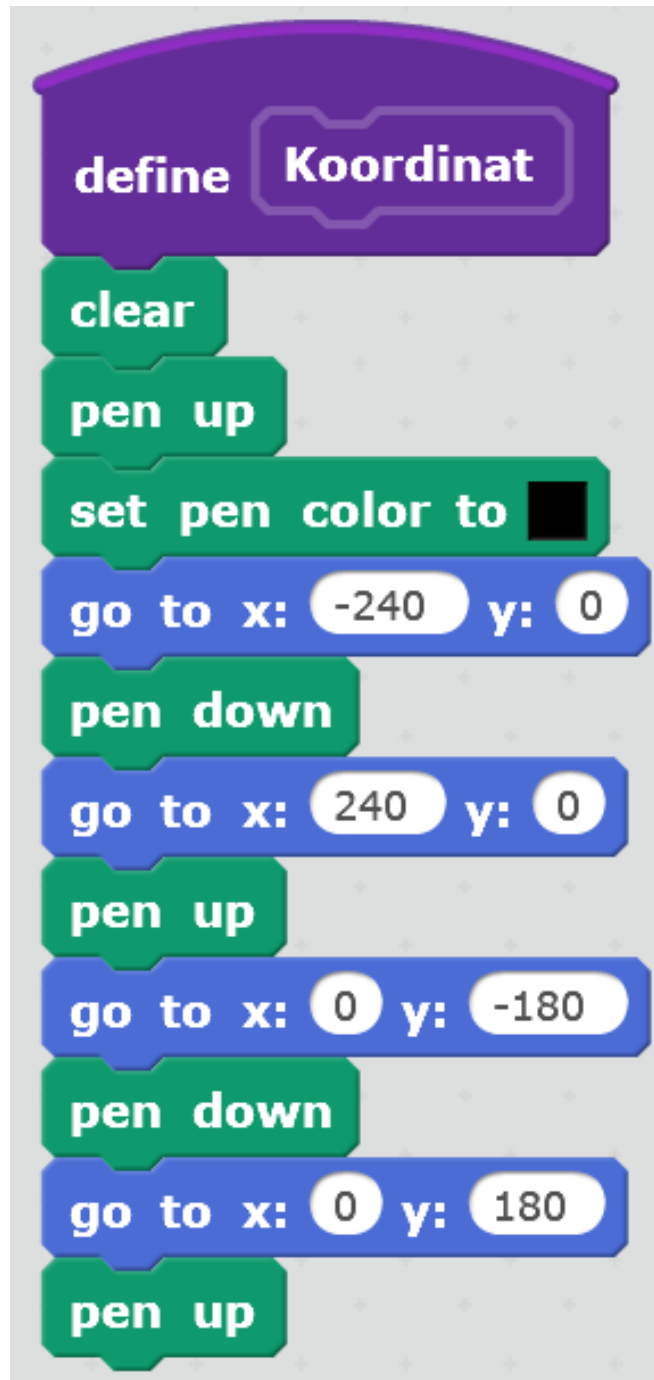 define Koordinat
clear
pen up
set pen color to
go to x: -240 y: 0
pen down
go to x: 240 y: 0
pen up
go to x: 0 y: -180
pen down
go to x: 0 y: 180
pen up